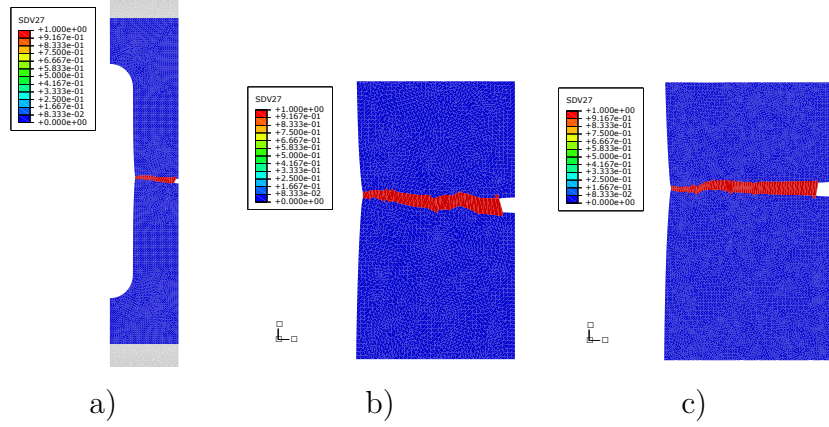 SDV27
+1.000e+00
+9.167e-01
+8.333e-01
+7.500e-01
+6.667e-01
+5.833e-01
+5.000e-01
+4.167e-01
+3.333e-01
+2.500e-01
+1.667e-01
+8.333e-02
+0.000e+00
SDV27
+1.000e+00
+9.167e-01
+8.333e-01
+7.500e-01
+6.667e-01
+5.833e-01
+5.000e-01
+4.167e-01
+3.333e-01
+2.500e-01
+1.667e-01
+8.333e-02
+0.000e+00
SDV27
+1.000e+00
+9.167e-01
+8.333e-01
+7.500e-01
+6.667e-01
+5.833e-01
+5.000e-01
+4.167e-01
+3.333e-01
+2.500e-01
+1.667e-01
+8.333e-02
+0.000e+00
a)
b)
c)